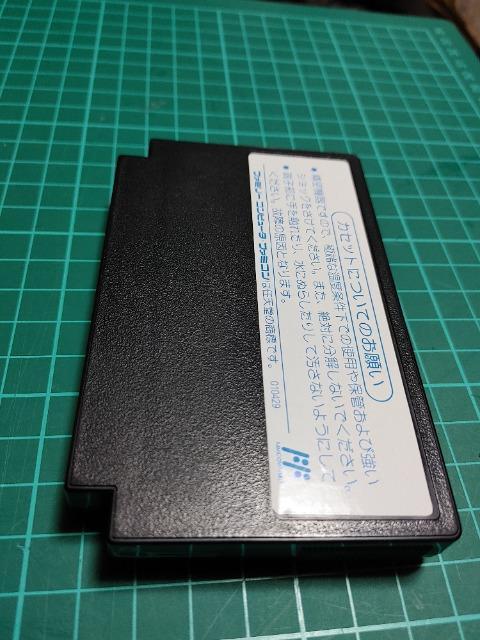 カセットについてのお願い
●精密機器ですので、極端な温度条件下での使用や保管および強い
ショックをさけてください。また、絶対に分解しないでください。
●端子部に手を触れたり、水にぬらしたりして汚さないようにして
ください。故障の原因となります。
ファミリーコンピュータ ファミコンは任天堂の商標です。
010429